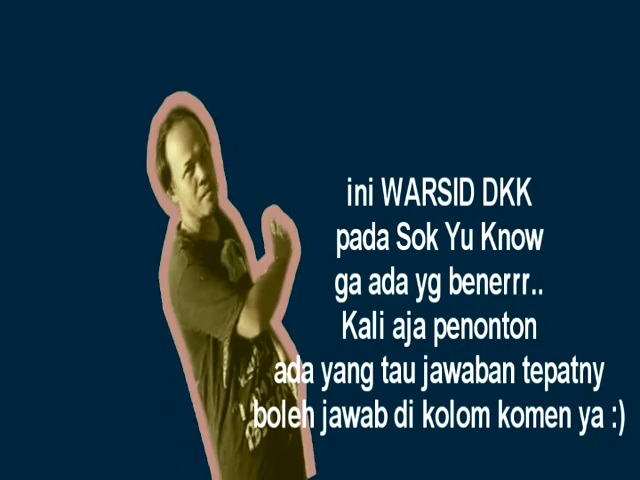 ini WARSID DKK
pada Sok Yu Know
ga ada yg benerrr..
Kali aja penonton
ada yang tau jawaban tepatny
boleh jawab di kolom komen ya :)